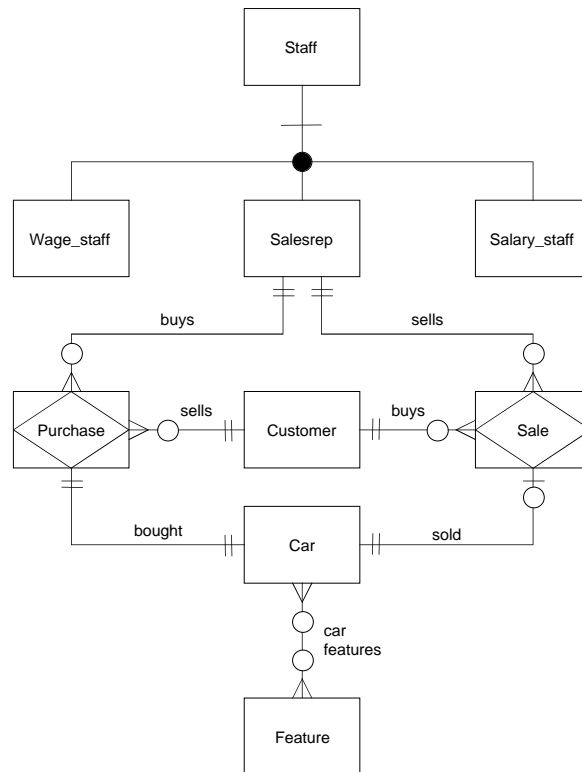 Staff
Wage_staff
Salesrep
Salary_staff
buys
sells
Purchase
sells
Customer
buys
Sale
bought
Car
sold
car
features
Feature